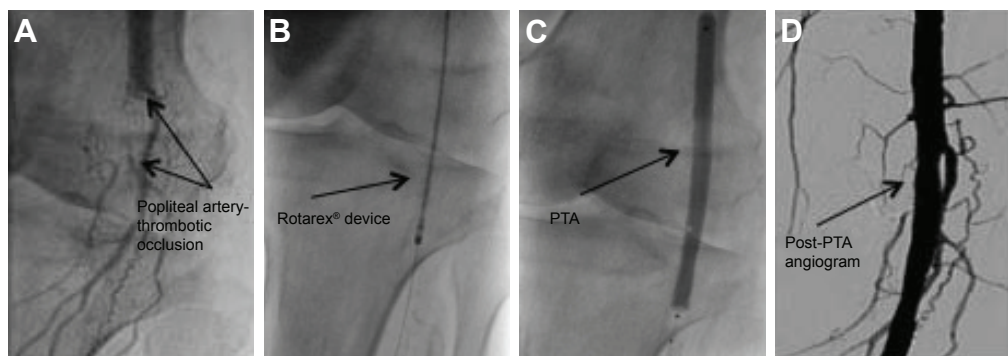 A
B
C
D
Popliteal artery-
thrombotic
occlusion
Rotarex® device
PTA
Post-PTA
angiogram